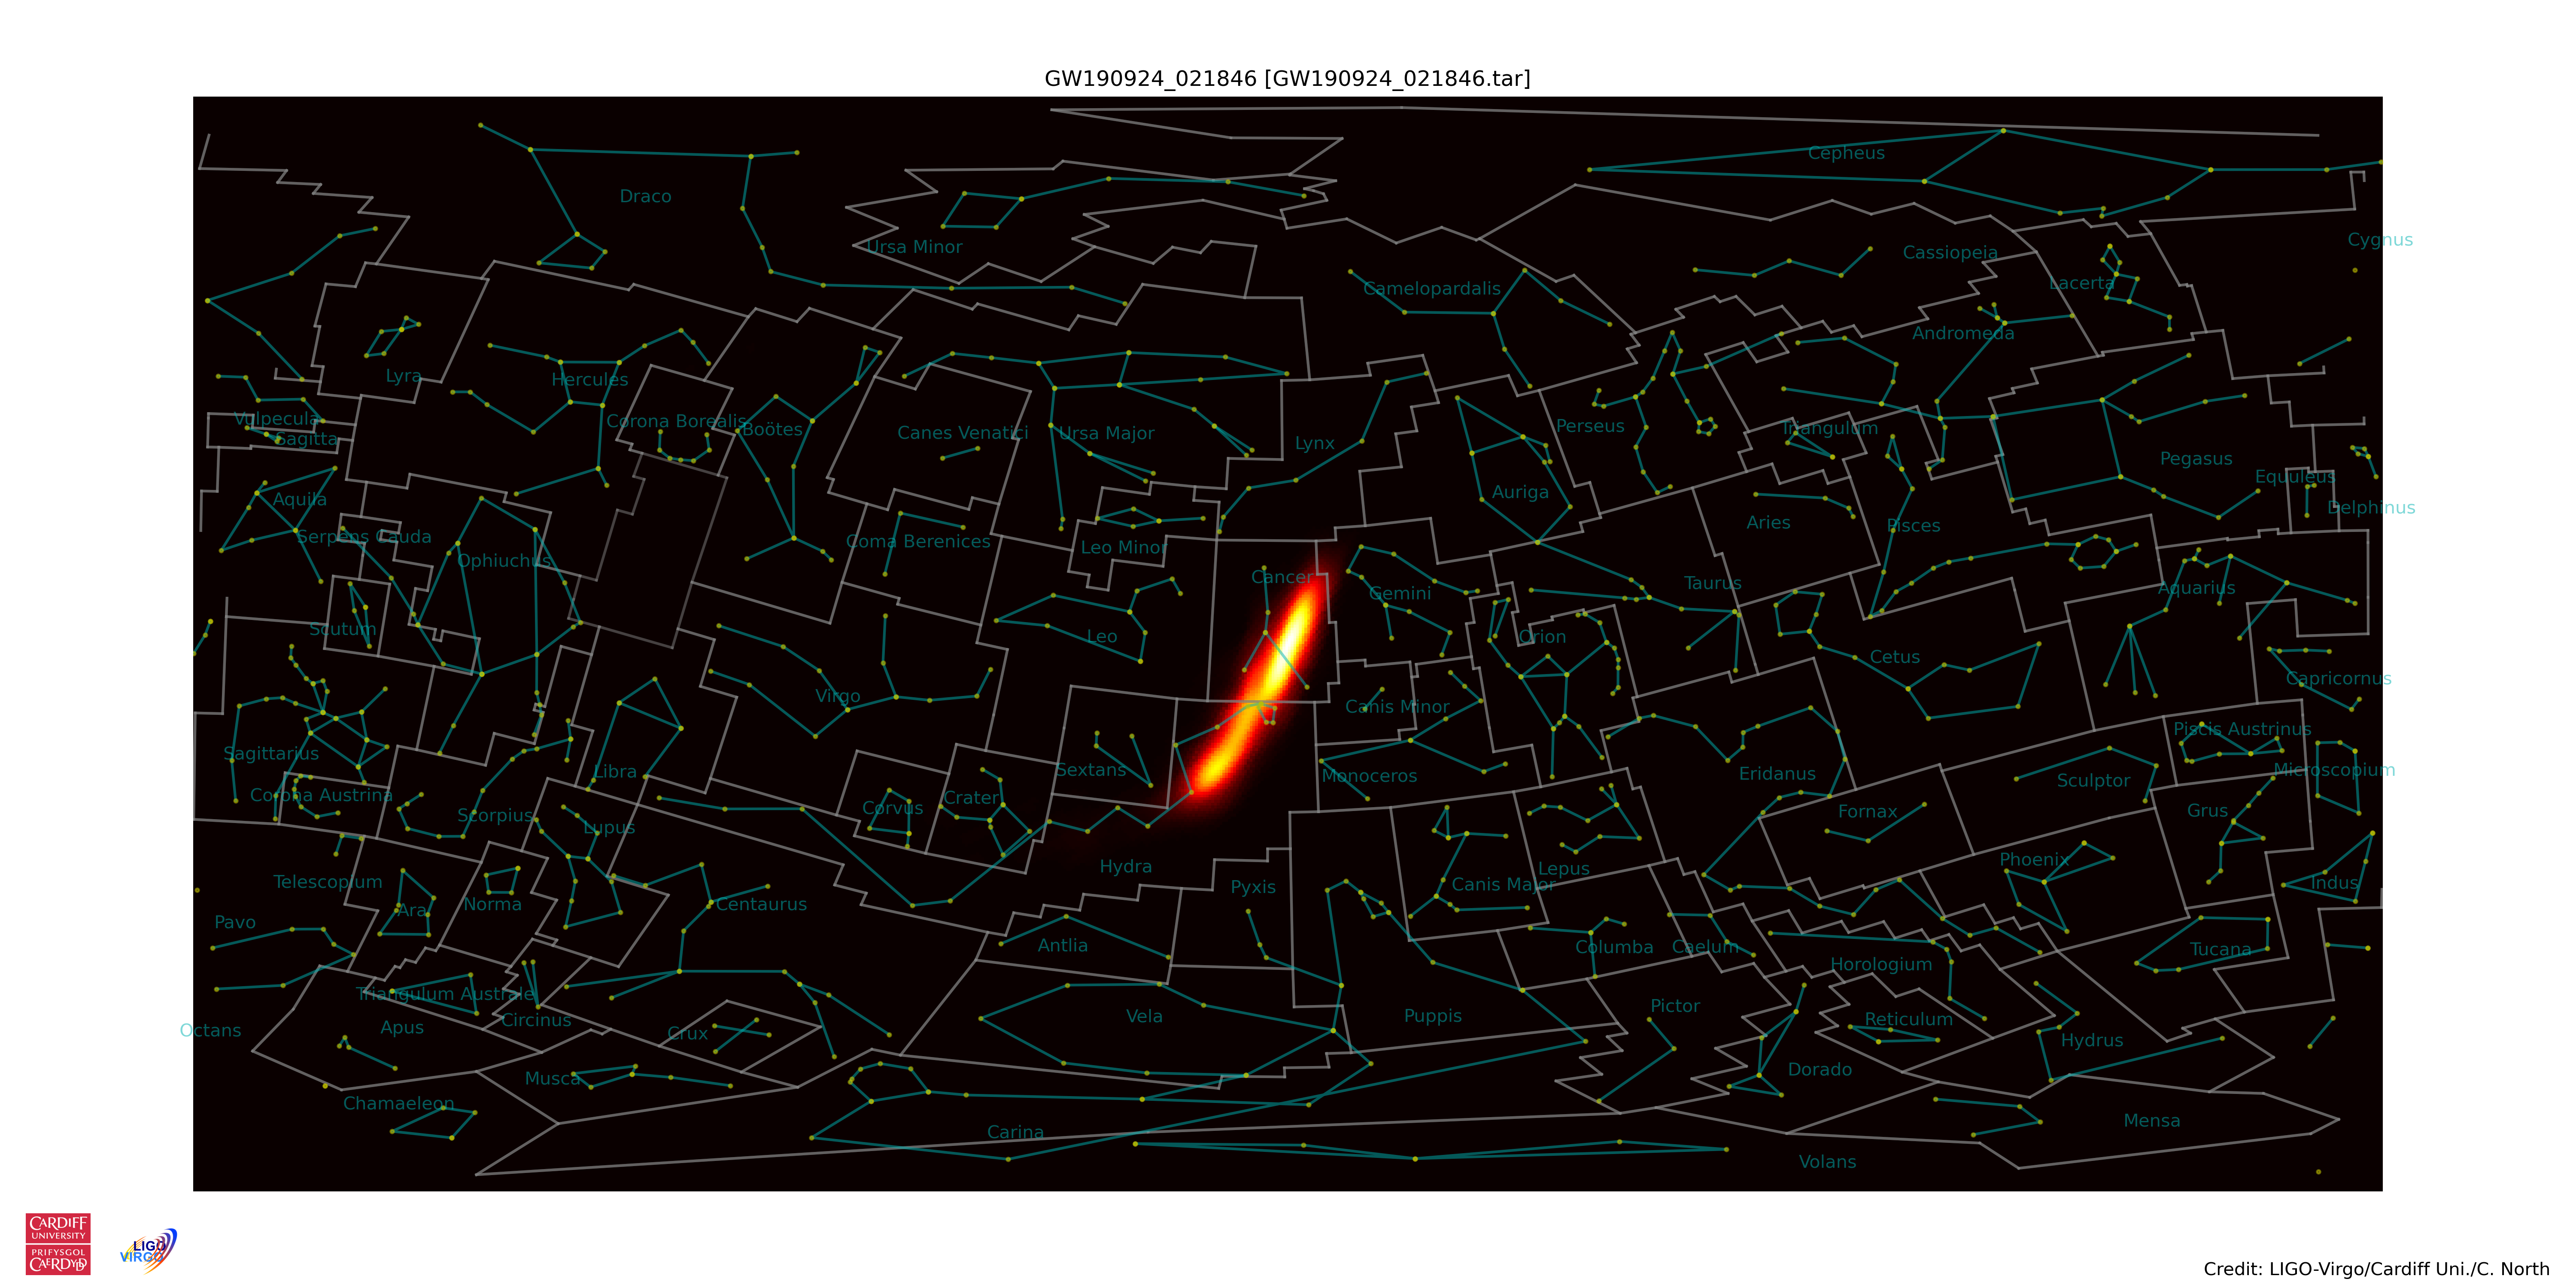 GW190924_021846 [GW190924_021846.tar]
Cepheus
Draco
Cygnus
Ursa Minor
Cassiopeia
Lacerta
Camelopardalis
Andromeda
Lyra
Hercules
Vulpecula
Corona Borealis
Boötes
Sagitta
Canes Venatici
Ursa Major
Lynx
Perseus
Triangulum
Pegasus
Equuleus
Aquila
Auriga
Delphinus
Aries
Pisces
Serpens Cauda
Coma Berenices
Leo Minor
Ophiuchus
Cancer
Gemini
Taurus
Aquarius
Scutum
Leo
Orion
Cetus
Capricornus
Virgo
Canis Minor
Piscis Austrinus
Sagittarius
Libra
Sextans
Monoceros
Eridanus
Sculptor
Microscopium
Corona Austrina
Scorpius
Lupus
Corvus
Crater
Fornax
Grus
Hydra
Lepus
Phoenix
Telescopium
Pyxis
Canis Major
Indus
Ara
Norma
Centaurus
Pavo
Antlia
Columba
Caelum
Tucana
Horologium
Triangulum Australe
Pictor
Octans
Apus
Circinus
Crux
Vela
Puppis
Reticulum
Hydrus
Musca
Dorado
Chamaeleon
Carina
Mensa
Volans
CARDIFF
UNIVERSITY
PRIFYSGOL
CAERDYDD
LIGO
VIRGO
Credit: LIGO-Virgo/Cardiff Uni./C. North